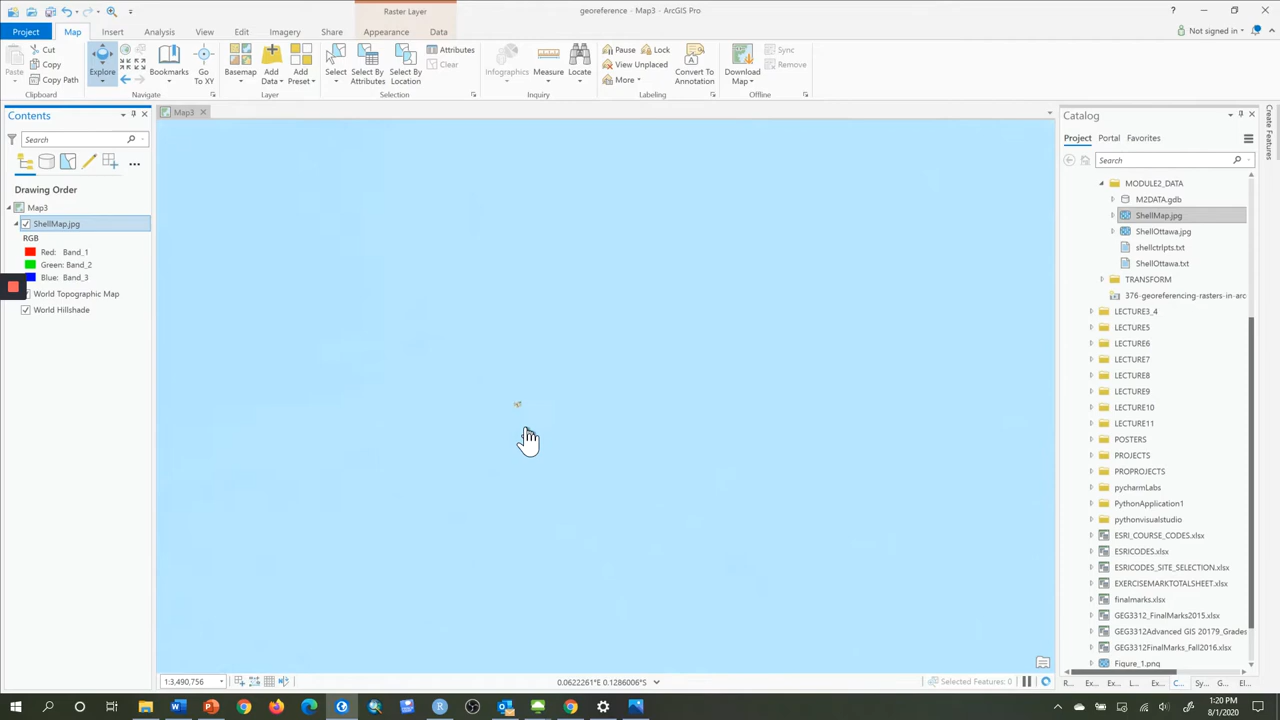 Raster Layer
georeference - Map3 - ArcGIS Pro
Project Map Insert Analysis View Edit Imagery Share Appearance Data
Not signed in
Cut
Copy
Copy Path
Paste
Clipboard
Explore
Bookmarks
Go To XY
Navigate
Basemap
Add Data
Add Preset
Layer
Select
Select By Attributes
Select By Location
Attributes
Clear
Selection
Infographics
Measure
Locate
Inquiry
Pause
Lock
View Unplaced
More
Convert To Annotation
Labeling
Download Map
Sync
Remove
Offline
Contents
Search
Drawing Order
Map3
ShellMap.jpg
RGB
Red: Band_1
Green: Band_2
Blue: Band_3
World Topographic Map
World Hillshade
Map3
1:3,490,756
0.0622261°E 0.1286006°S
Selected Features: 0
Catalog
Project Portal Favorites
Search
MODULE2_DATA
M2DATA.gdb
ShellMap.jpg
ShellOttawa.jpg
shellctrlpts.txt
ShellOttawa.txt
TRANSFORM
376-georeferencing-rasters-in-arc
LECTURE3_4
LECTURE5
LECTURE6
LECTURE7
LECTURE8
LECTURE9
LECTURE10
LECTURE11
POSTERS
PROJECTS
PROPROJECTS
pycharmLabs
PythonApplication1
pythonvisualstudio
ESRI_COURSE_CODES.xlsx
ESRICODES.xlsx
ESRICODES_SITE_SELECTION.xlsx
EXERCISEMARKTOTALSHEET.xlsx
finalmarks.xlsx
GEG3312_FinalMarks2015.xlsx
GEG3312Advanced GIS 20179_Grades
GEG3312FinalMarks_Fall2016.xlsx
Figure_1.png
R... Ex... Ex... L... Ex... C... Sy... G... El...
Create Features
1:20 PM
8/1/2020